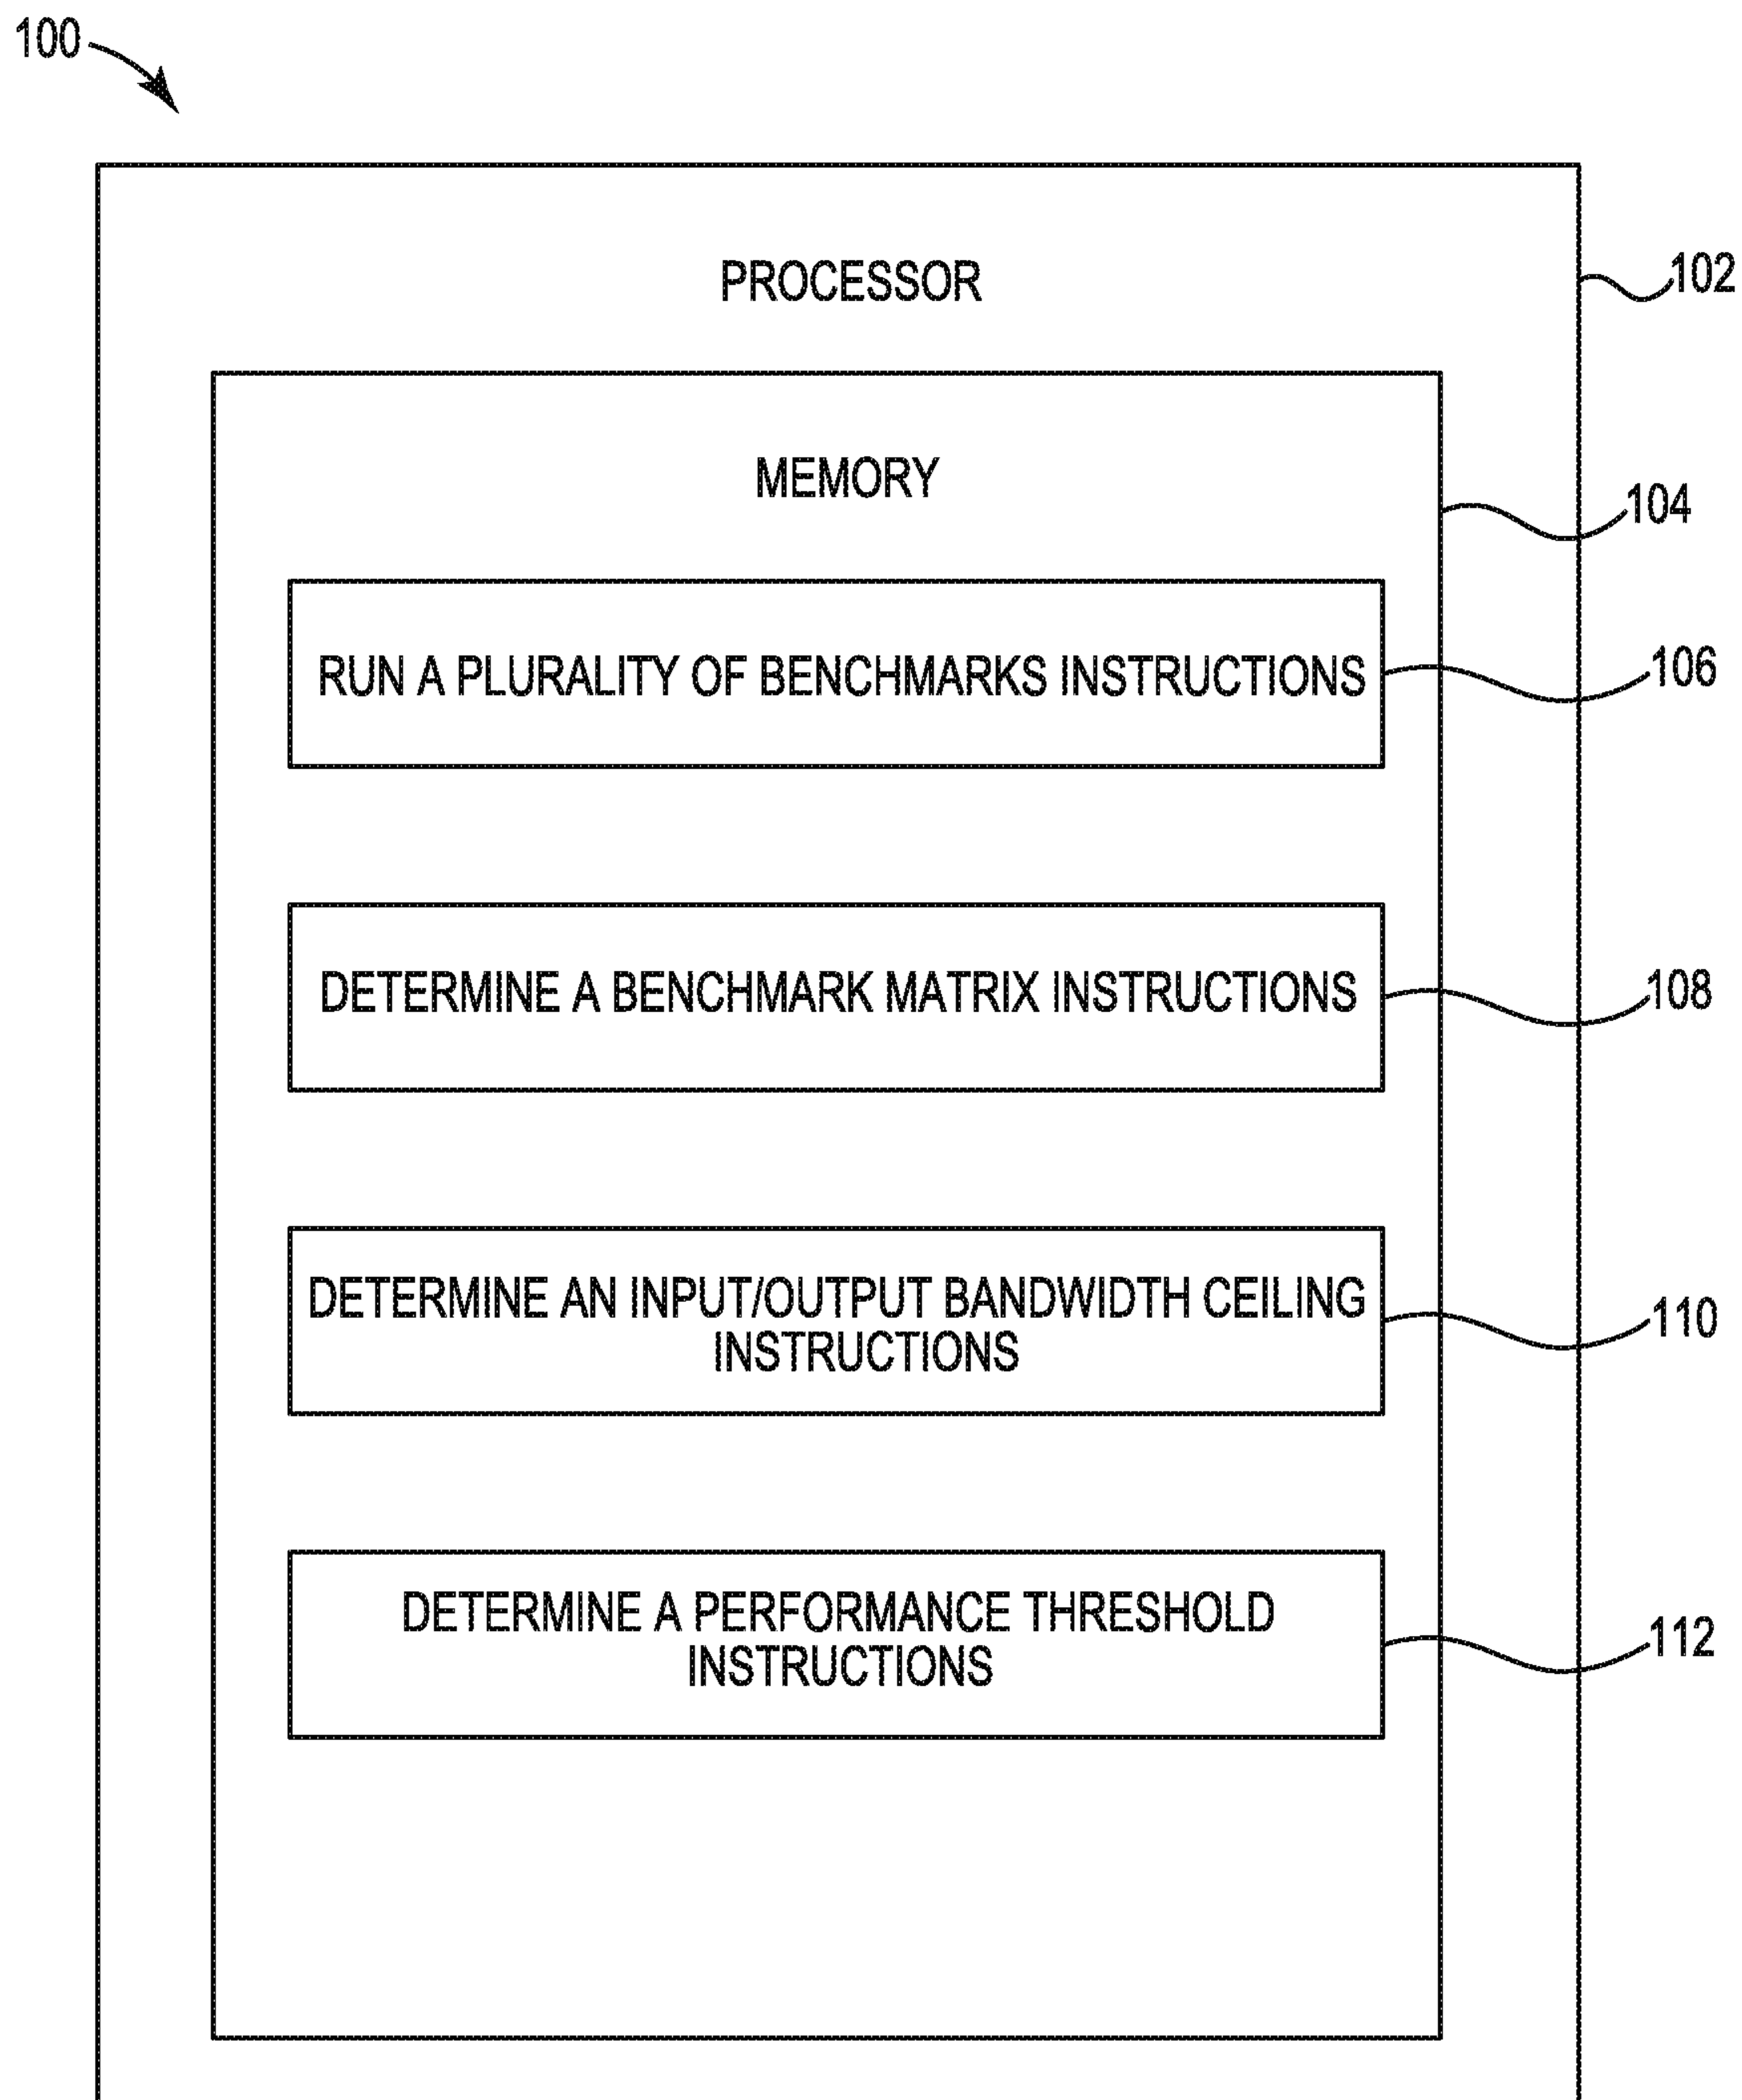 100
PROCESSOR
102
MEMORY
104
RUN A PLURALITY OF BENCHMARKS INSTRUCTIONS
106
DETERMINE A BENCHMARK MATRIX INSTRUCTIONS
108
DETERMINE AN INPUT/OUTPUT BANDWIDTH CEILING
INSTRUCTIONS
110
DETERMINE A PERFORMANCE THRESHOLD
INSTRUCTIONS
112